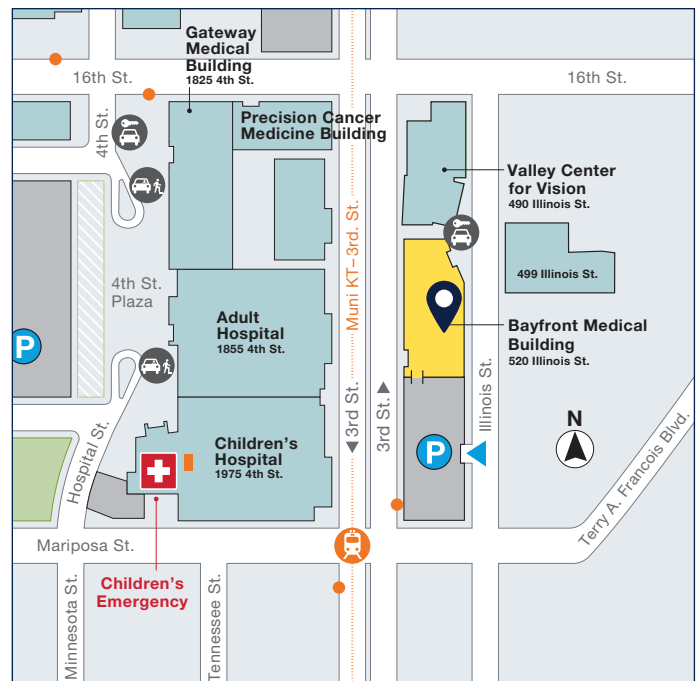 Gateway
Medical
Building
1825 4th St.
16th St.
16th St.
4th St.
Precision Cancer
Medicine Building
Muni KT–3rd. St.
Valley Center
for Vision
490 Illinois St.
499 Illinois St.
4th St.
Plaza
Adult
Hospital
1855 4th St.
Bayfront Medical
Building
520 Illinois St.
P
3rd St.
3rd St.
Illinois St.
N
Children's
Hospital
1975 4th St.
P
Hospital St.
Terry A. Francois Blvd.
Mariposa St.
Children's
Emergency
Minnesota St.
Tennessee St.